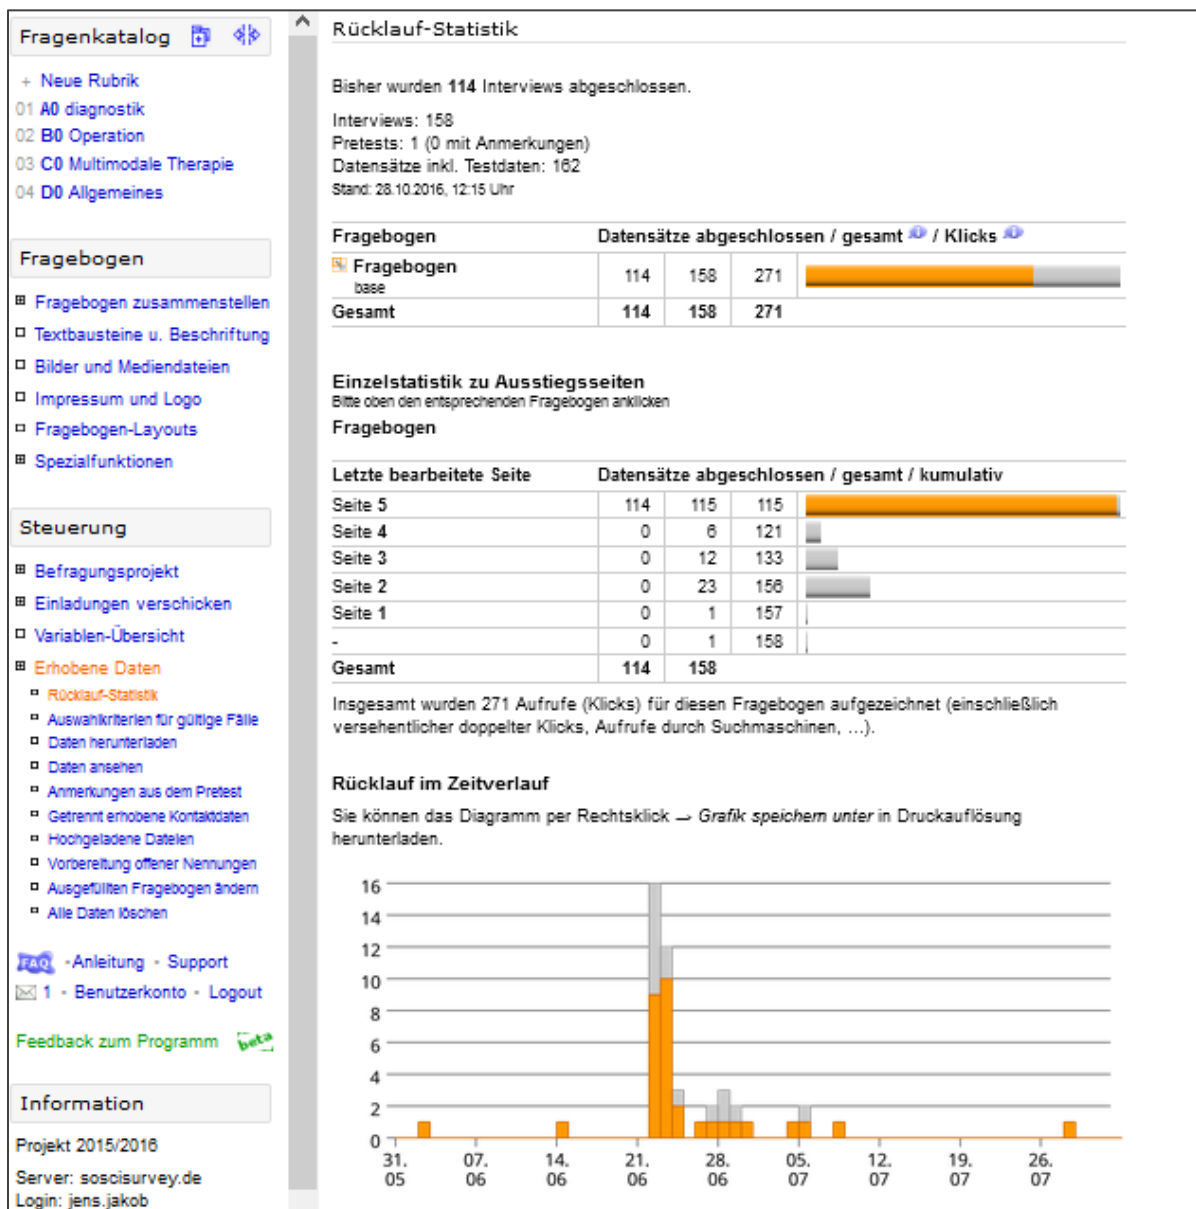 Fragenkatalog
+ Neue Rubrik
01 A0 diagnostik
02 B0 Operation
03 C0 Multimodale Therapie
04 D0 Allgemeines
Fragebogen
Fragebogen zusammenstellen
Textbausteine u. Beschriftung
Bilder und Mediendateien
Impressum und Logo
Fragebogen-Layouts
Spezialfunktionen
Steuerung
Befragungsprojekt
Einladungen verschicken
Variablen-Übersicht
Erhobene Daten
Rücklauf-Statistik
Auswahlkriterien für gültige Fälle
Daten herunterladen
Daten ansehen
Anmerkungen aus dem Pretest
Getrennt erhobene Kontaktdaten
Hochgeladene Dateien
Vorbereitung offener Nennungen
Ausgefüllten Fragebogen ändern
Alle Daten löschen
FAQ - Anleitung - Support
1 - Benutzerkonto - Logout
Feedback zum Programm beta
Information
Projekt 2015/2016
Server: soscisurvey.de
Login: jens.jakob
Rücklauf-Statistik
Bisher wurden 114 Interviews abgeschlossen.
Interviews: 158
Pretests: 1 (0 mit Anmerkungen)
Datensätze inkl. Testdaten: 162
Stand: 28.10.2016, 12:15 Uhr
Fragebogen Datensätze abgeschlossen / gesamt / Klicks
Fragebogen 114 158 271
base
Gesamt 114 158 271
Einzelstatistik zu Ausstiegsseiten
Bitte oben den entsprechenden Fragebogen anklicken
Fragebogen
Letzte bearbeitete Seite Datensätze abgeschlossen / gesamt / kumulativ
Seite 5 114 115 115
Seite 4 0 6 121
Seite 3 0 12 133
Seite 2 0 23 156
Seite 1 0 1 157
- 0 1 158
Gesamt 114 158
Insgesamt wurden 271 Aufrufe (Klicks) für diesen Fragebogen aufgezeichnet (einschließlich
versehentlicher doppelter Klicks, Aufrufe durch Suchmaschinen, ...).
Rücklauf im Zeitverlauf
Sie können das Diagramm per Rechtsklick → Grafik speichern unter in Druckauflösung
herunterladen.
16
14
12
10
8
6
4
2
0
31. 07. 14. 21. 28. 05. 12. 19. 26.
05 06 06 06 06 07 07 07 07